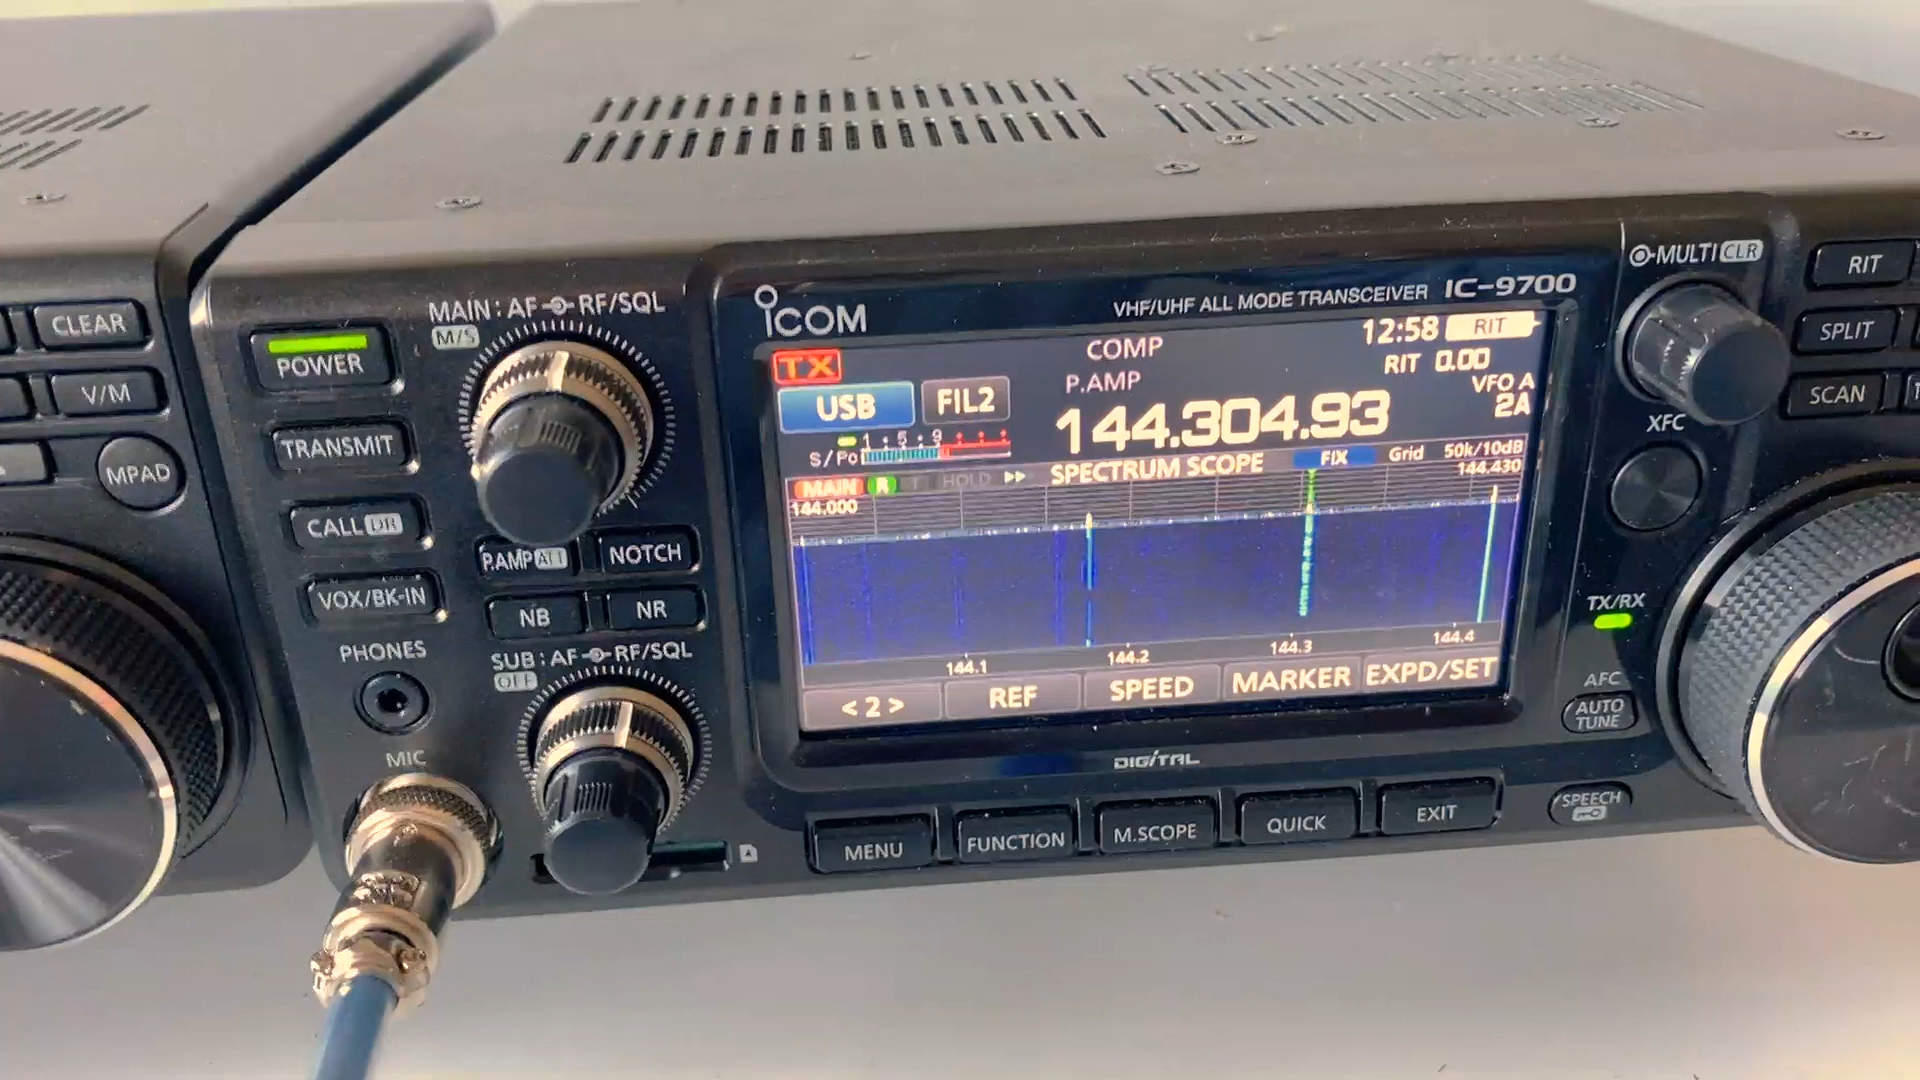 CLEAR
V/M
MPAD
POWER
TRANSMIT
CALL DR
VOX/BK-IN
PHONES
MIC
MAIN : AF RF/SQL
M/S
P.AMP ATT
NOTCH
NB
NR
SUB : AF RF/SQL
OFF
ICOM
VHF/UHF ALL MODE TRANSCEIVER IC-9700
TX
COMP
12:58 RIT
P.AMP
RIT 0.00
USB FIL2
VFO A
2A
144.304.93
1 5 9
S/Po
SPECTRUM SCOPE
FIX
Grid 50k/10dB
MAIN R T HOLD
144.000
144.430
144.1
144.2
144.3
144.4
<2>
REF
SPEED
MARKER
EXPD/SET
DIGITAL
MENU
FUNCTION
M.SCOPE
QUICK
EXIT
MULTI CLR
XFC
TX/RX
AFC
AUTO
TUNE
SPEECH
RIT
SPLIT
SCAN